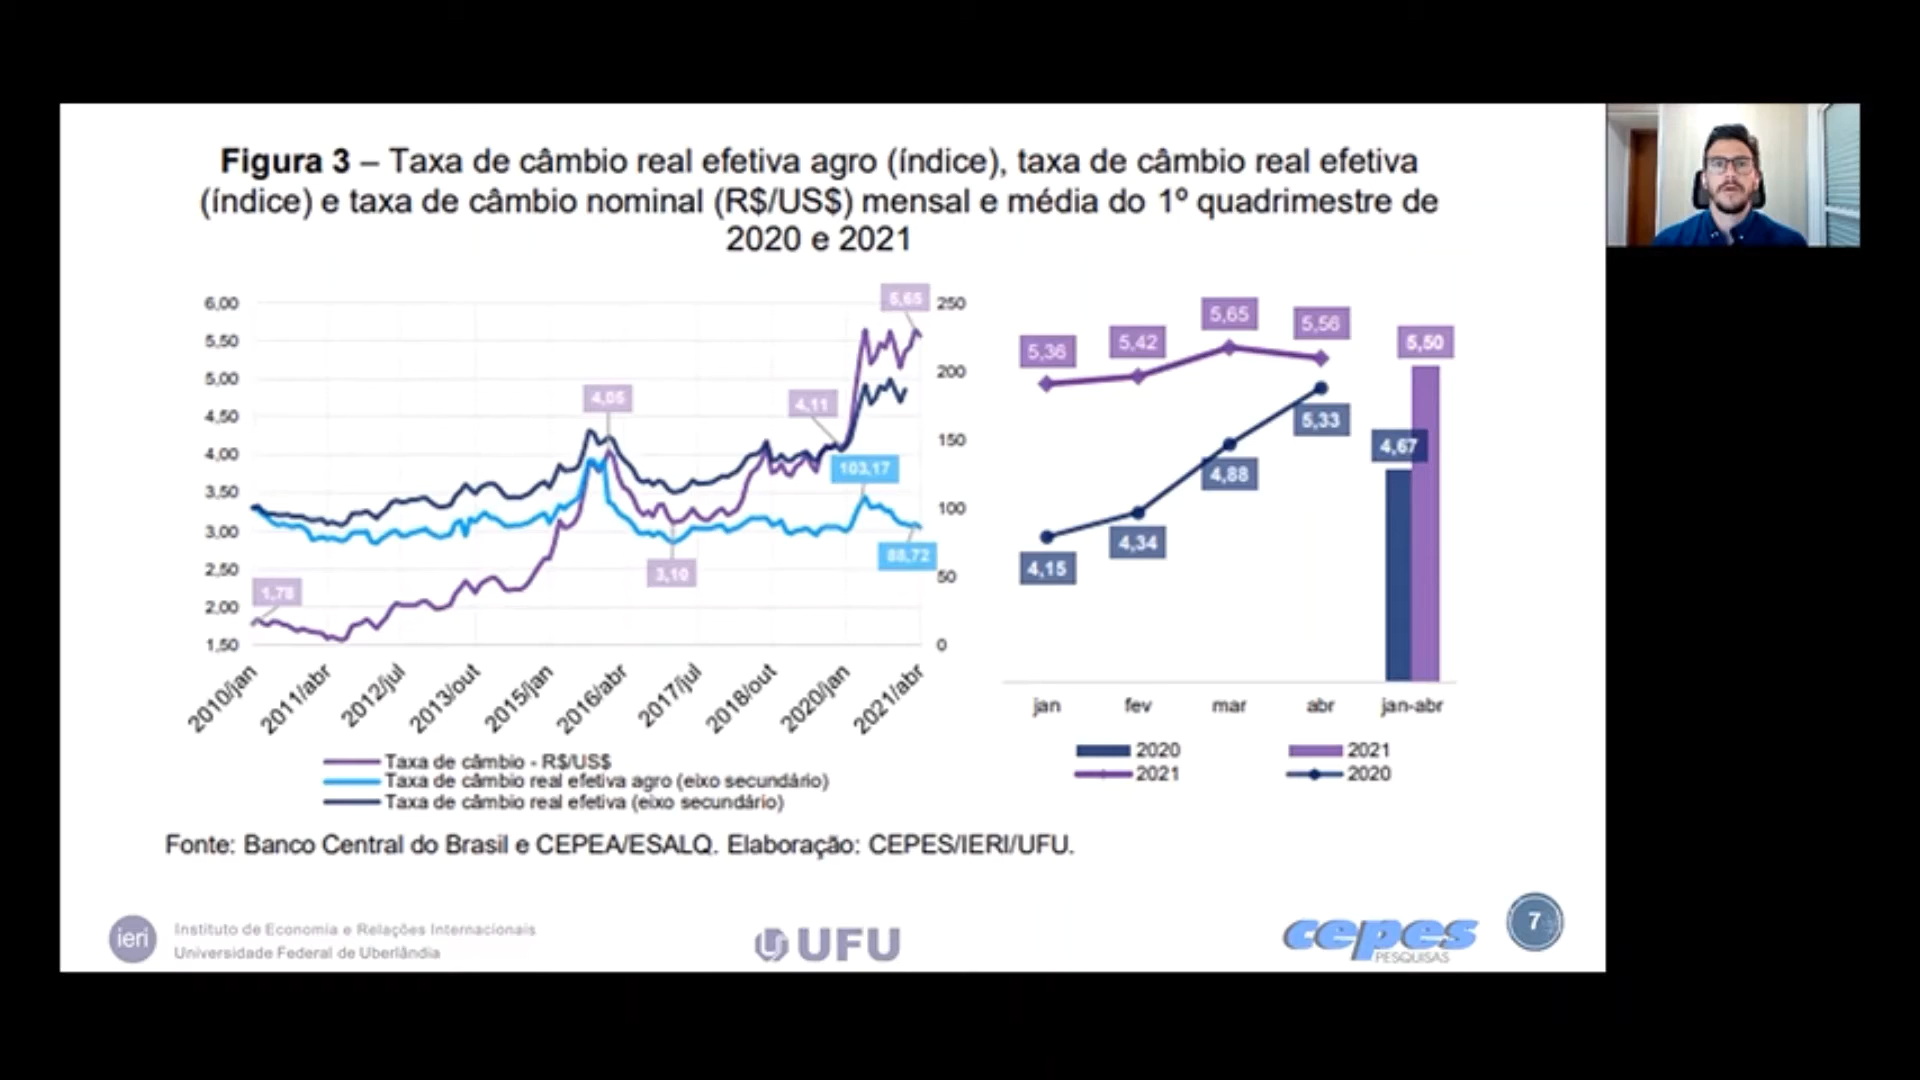 Figura 3 – Taxa de câmbio real efetiva agro (índice), taxa de câmbio real efetiva
(índice) e taxa de câmbio nominal (R$/US$) mensal e média do 1º quadrimestre de
2020 e 2021
6,00
5,50
5,00
4,50
4,00
3,50
3,00
2,50
2,00
1,50
1,78
4,05
3,10
4,11
5,65
103,17
88,72
250
200
150
100
50
0
2010/jan
2011/abr
2012/jul
2013/out
2015/jan
2016/abr
2017/jul
2018/out
2020/jan
2021/abr
Taxa de câmbio - R$/US$
Taxa de câmbio real efetiva agro (eixo secundário)
Taxa de câmbio real efetiva (eixo secundário)
5,36
5,42
5,65
5,56
5,50
4,15
4,34
4,88
5,33
4,67
jan
fev
mar
abr
jan-abr
2020
2021
2021
2020
Fonte: Banco Central do Brasil e CEPEA/ESALQ. Elaboração: CEPES/IERI/UFU.
ieri
Instituto de Economia e Relações Internacionais
Universidade Federal de Uberlândia
UFU
cepes
PESQUISAS
7